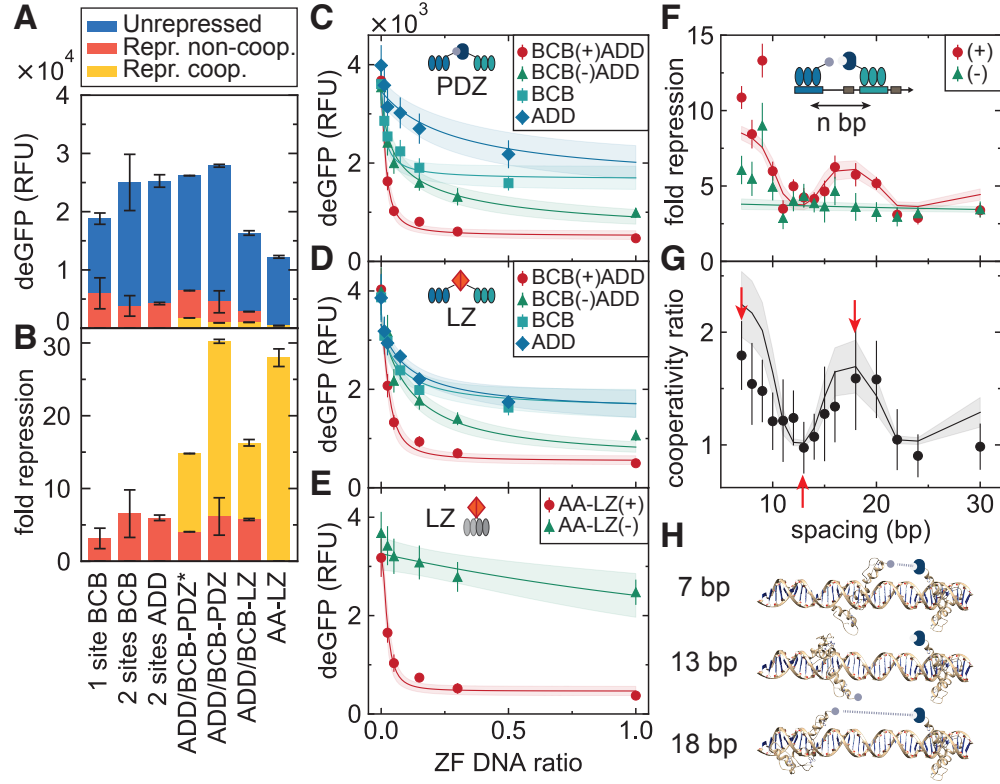 A
Unrepressed
Repr. non-coop.
Repr. coop.
×10⁴
deGFP (RFU)
4
3
2
1
0
B
fold repression
30
20
10
0
1 site BCB
2 sites BCB
2 sites ADD
ADD/BCB-PDZ*
ADD/BCB-PDZ
ADD/BCB-LZ
AA-LZ
C
×10³
deGFP (RFU)
4
2
0
PDZ
BCB(+)ADD
BCB(-)ADD
BCB
ADD
D
deGFP (RFU)
4
2
0
LZ
BCB(+)ADD
BCB(-)ADD
BCB
ADD
E
deGFP (RFU)
4
2
0
LZ
AA-LZ(+)
AA-LZ(-)
0.0 0.5 1.0
ZF DNA ratio
F
fold repression
15
10
5
0
(+)
(-)
n bp
G
cooperativity ratio
2
1
10 20 30
spacing (bp)
H
7 bp
13 bp
18 bp